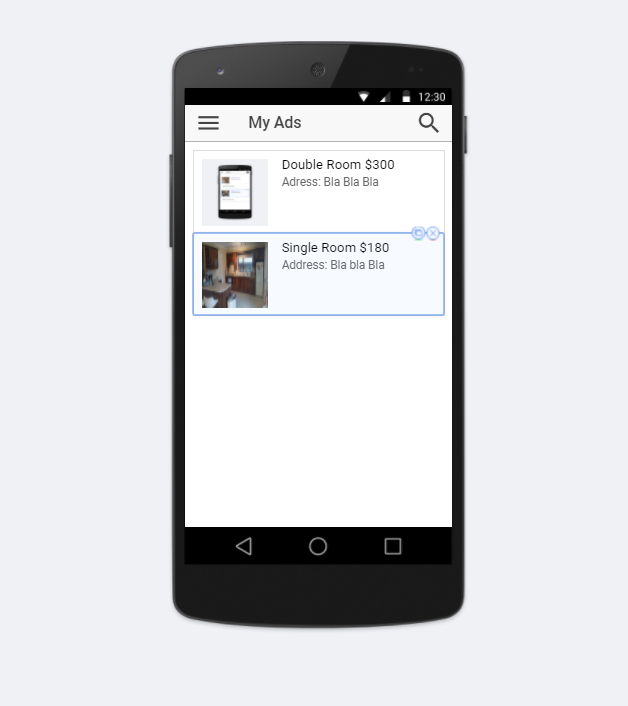 12:30
My Ads
Double Room $300
Adress: Bla Bla Bla
Single Room $180
Address: Bla bla Bla